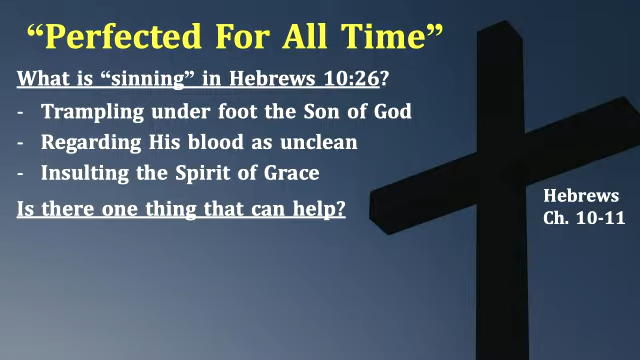 “Perfected For All Time”
What is “sinning” in Hebrews 10:26?
- Trampling under foot the Son of God
- Regarding His blood as unclean
- Insulting the Spirit of Grace
Is there one thing that can help?
Hebrews
Ch. 10-11